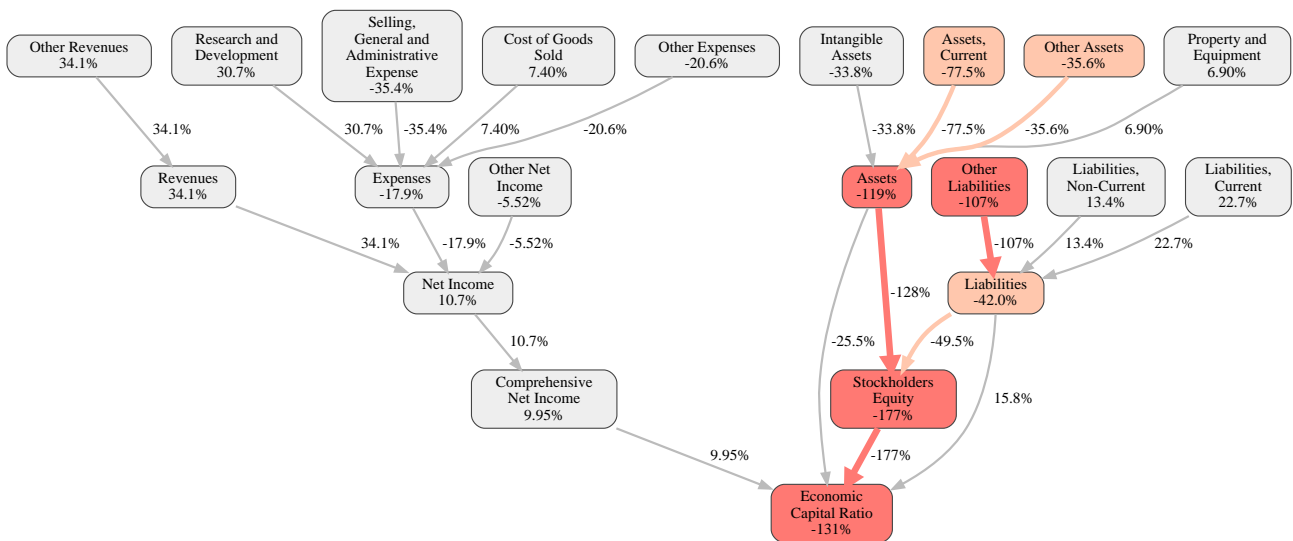 Other Revenues
34.1%
Research and
Development
30.7%
Selling,
General and
Administrative
Expense
-35.4%
Cost of Goods
Sold
7.40%
Other Expenses
-20.6%
Intangible
Assets
-33.8%
Assets,
Current
-77.5%
Other Assets
-35.6%
Property and
Equipment
6.90%
34.1%
30.7%
-35.4%
7.40%
-20.6%
-33.8%
-77.5%
-35.6%
6.90%
Revenues
34.1%
Expenses
-17.9%
Other Net
Income
-5.52%
Assets
-119%
Other
Liabilities
-107%
Liabilities,
Non-Current
13.4%
Liabilities,
Current
22.7%
34.1%
-17.9%
-5.52%
-107%
13.4%
22.7%
Net Income
10.7%
-128%
Liabilities
-42.0%
10.7%
-25.5%
-49.5%
Comprehensive
Net Income
9.95%
Stockholders
Equity
-177%
15.8%
9.95%
-177%
Economic
Capital Ratio
-131%